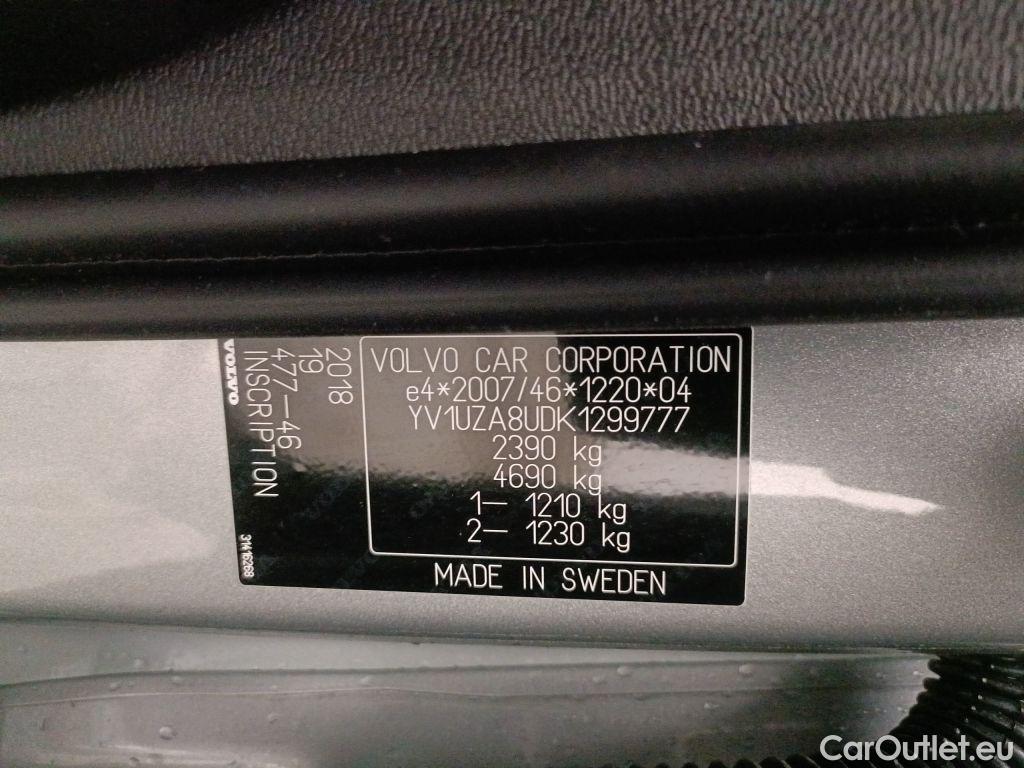 VOLVO CAR CORPORATION
e4*2007/46*1220*04
YV1UZA8UDK1299777
2390 kg
4690 kg
1— 1210 kg
2— 1230 kg
MADE IN SWEDEN
2018
19
477—46
INSCRIPTION
VOLVO
31416268
CarOutlet.eu